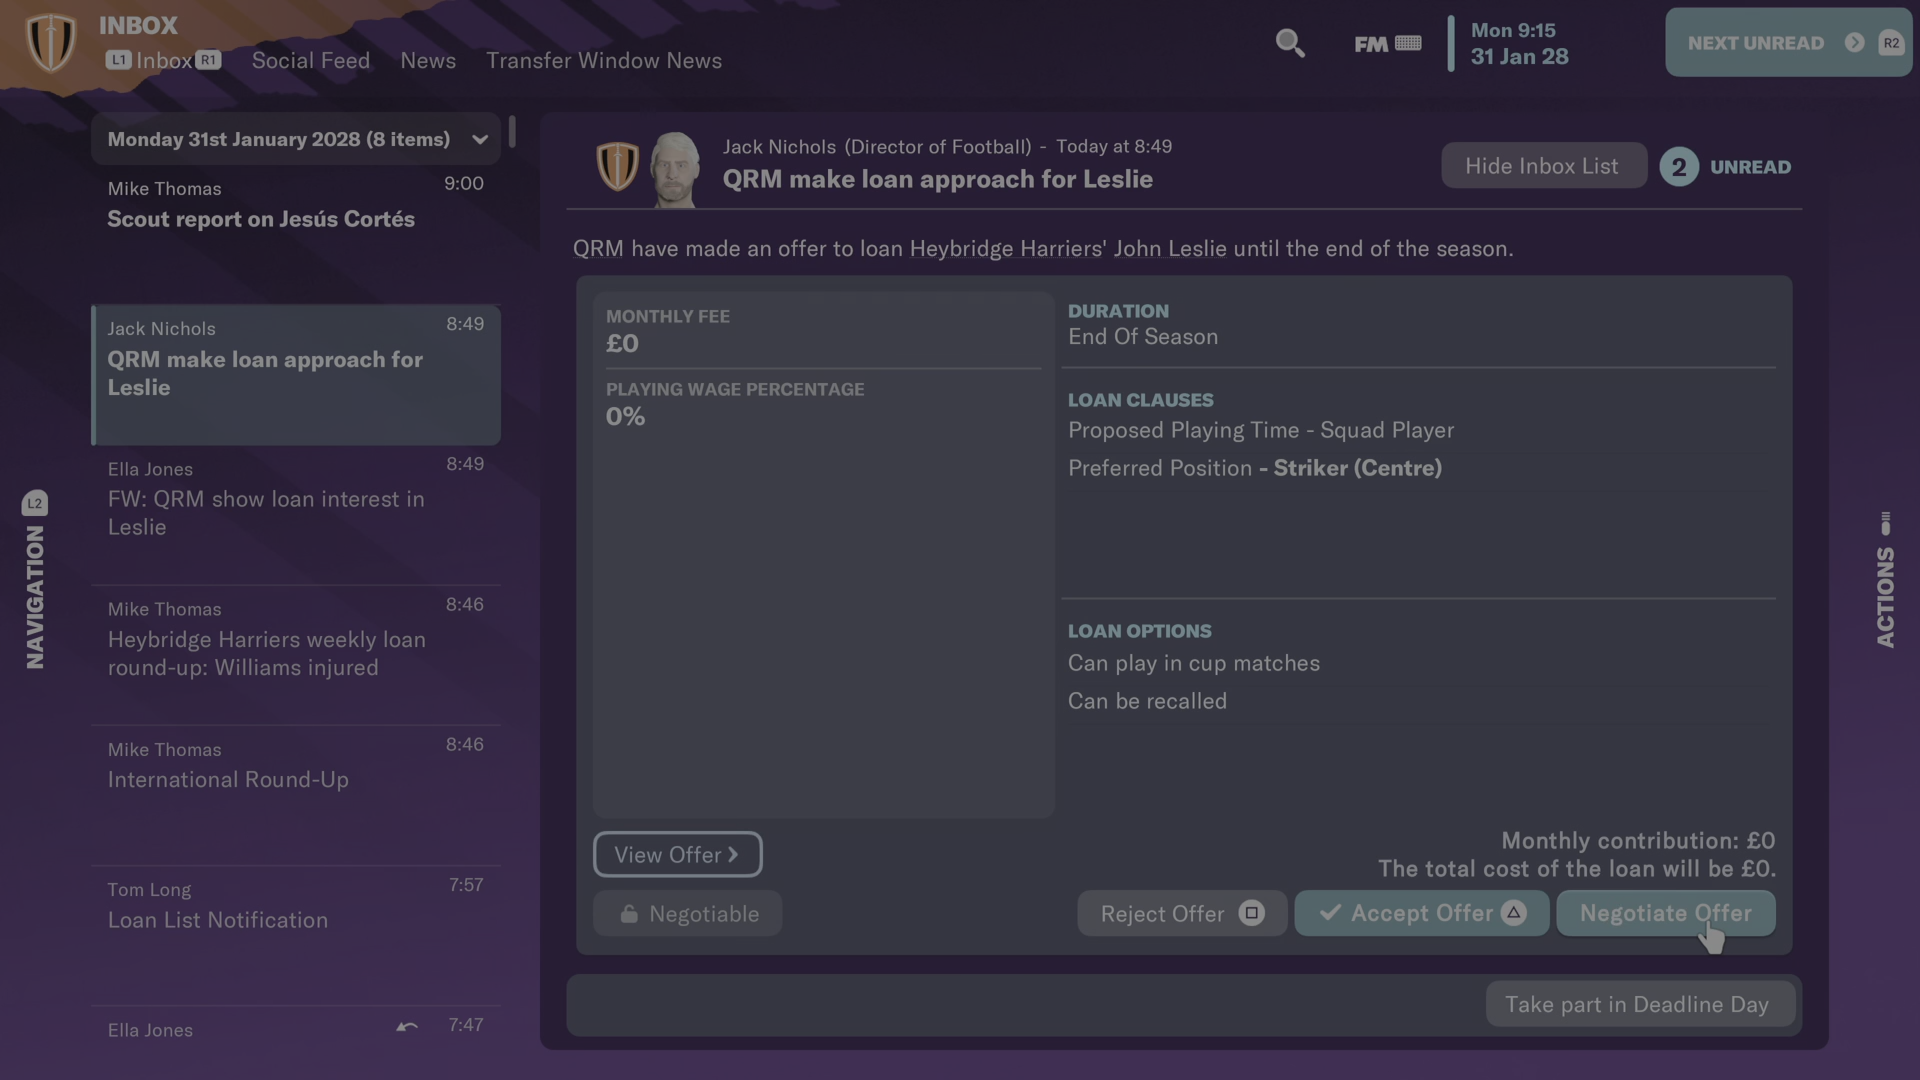 INBOX
L1 Inbox R1 Social Feed News Transfer Window News
FM
Mon 9:15
31 Jan 28
NEXT UNREAD R2
Monday 31st January 2028 (8 items)
Mike Thomas 9:00
Scout report on Jesús Cortés
Jack Nichols 8:49
QRM make loan approach for
Leslie
Ella Jones 8:49
FW: QRM show loan interest in
Leslie
Mike Thomas 8:46
Heybridge Harriers weekly loan
round-up: Williams injured
Mike Thomas 8:46
International Round-Up
Tom Long 7:57
Loan List Notification
Ella Jones 7:47
L2
NAVIGATION
Jack Nichols (Director of Football) - Today at 8:49
QRM make loan approach for Leslie
Hide Inbox List
2 UNREAD
QRM have made an offer to loan Heybridge Harriers' John Leslie until the end of the season.
MONTHLY FEE
£0
PLAYING WAGE PERCENTAGE
0%
DURATION
End Of Season
LOAN CLAUSES
Proposed Playing Time - Squad Player
Preferred Position - Striker (Centre)
LOAN OPTIONS
Can play in cup matches
Can be recalled
View Offer
Monthly contribution: £0
The total cost of the loan will be £0.
Negotiable
Reject Offer
Accept Offer
Negotiate Offer
Take part in Deadline Day
ACTIONS